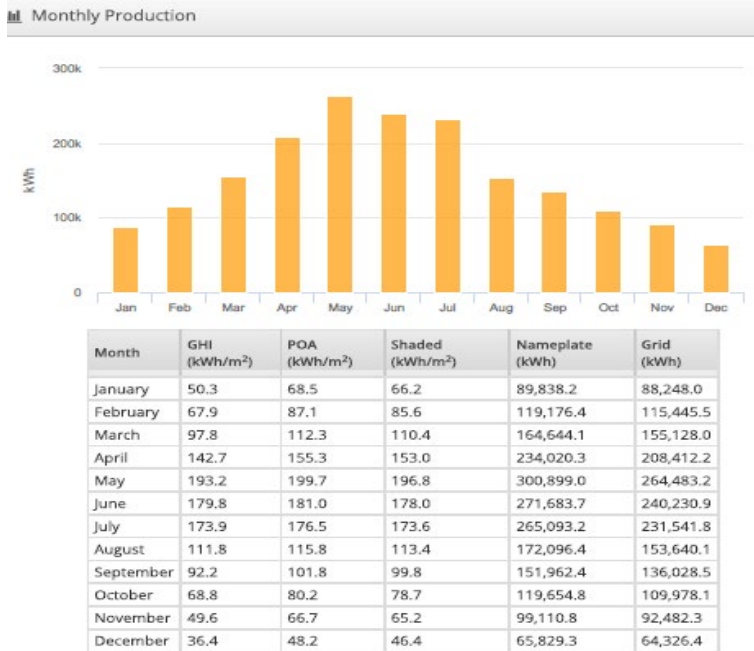 Monthly Production
300k
200k
100k
0
kWh
Jan Feb Mar Apr May Jun Jul Aug Sep Oct Nov Dec
Month GHI (kWh/m²) POA (kWh/m²) Shaded (kWh/m²) Nameplate (kWh) Grid (kWh)
January 50.3 68.5 66.2 89,838.2 88,248.0
February 67.9 87.1 85.6 119,176.4 115,445.5
March 97.8 112.3 110.4 164,644.1 155,128.0
April 142.7 155.3 153.0 234,020.3 208,412.2
May 193.2 199.7 196.8 300,899.0 264,483.2
June 179.8 181.0 178.0 271,683.7 240,230.9
July 173.9 176.5 173.6 265,093.2 231,541.8
August 111.8 115.8 113.4 172,096.4 153,640.1
September 92.2 101.8 99.8 151,962.4 136,028.5
October 68.8 80.2 78.7 119,654.8 109,978.1
November 49.6 66.7 65.2 99,110.8 92,482.3
December 36.4 48.2 46.4 65,829.3 64,326.4